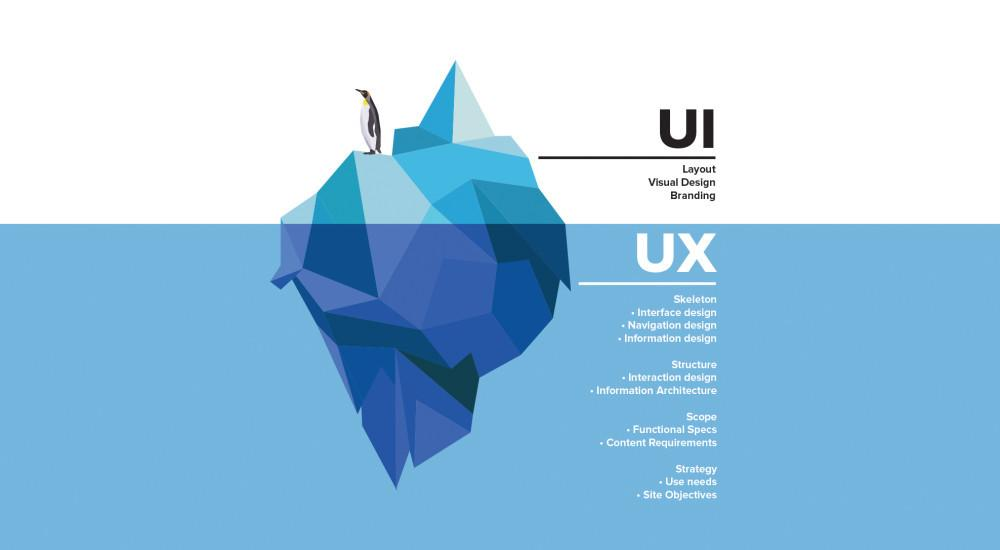 UI
Layout
Visual Design
Branding
UX
Skeleton
• Interface design
• Navigation design
• Information design
Structure
• Interaction design
• Information Architecture
Scope
• Functional Specs
• Content Requirements
Strategy
• Use needs
• Site Objectives